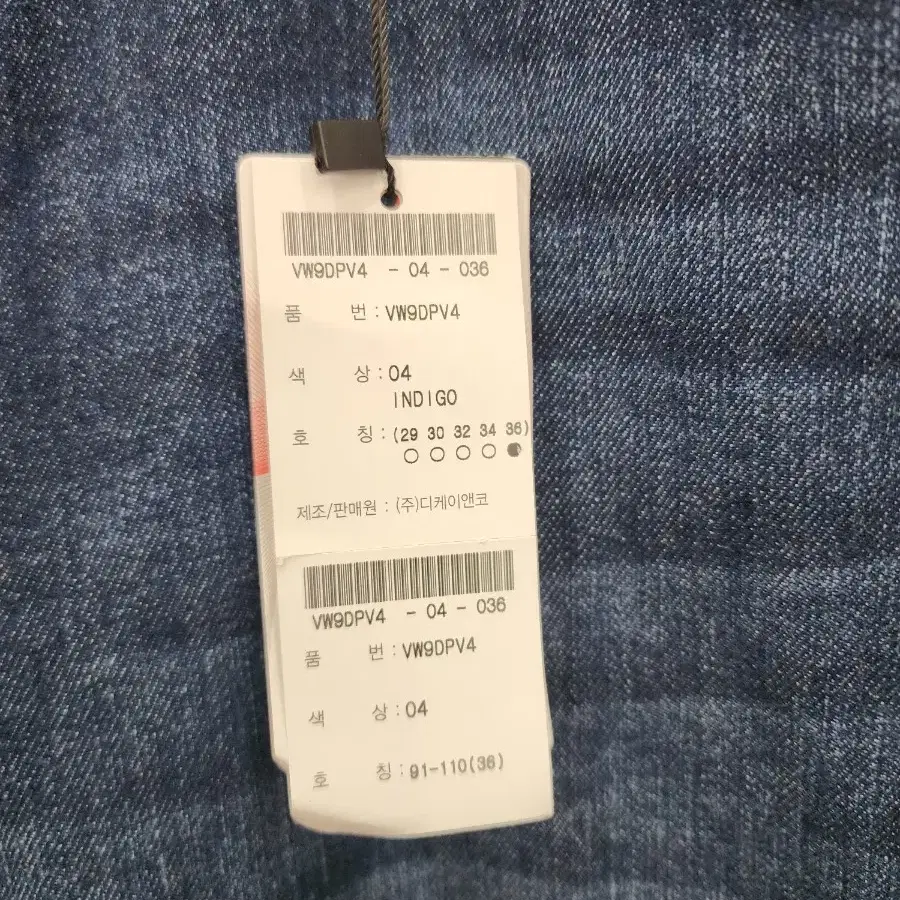 VW9DPV4 - 04 - 036
품 번 : VW9DPV4
색 상 : 04
INDIGO
호 칭 : (29 30 32 34 36)
제조/판매원 : (주)디케이앤코
VW9DPV4 - 04 - 036
품 번 : VW9DPV4
색 상 : 04
호 칭 : 91-110(36)